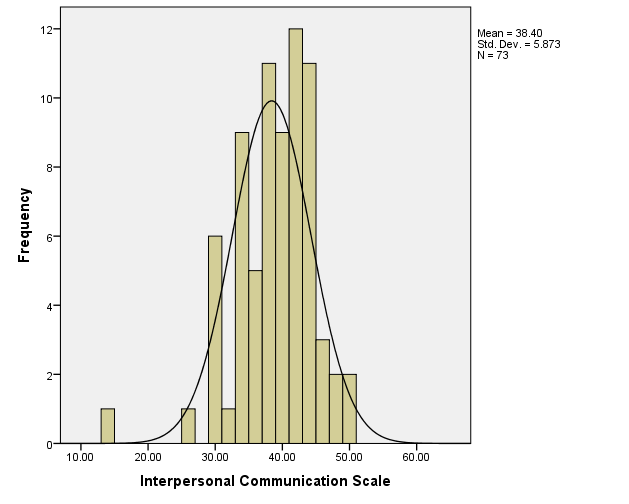 Mean = 38.40
Std. Dev. = 5.873
N = 73
12
10
8
6
4
2
0
Frequency
10.00 20.00 30.00 40.00 50.00 60.00
Interpersonal Communication Scale